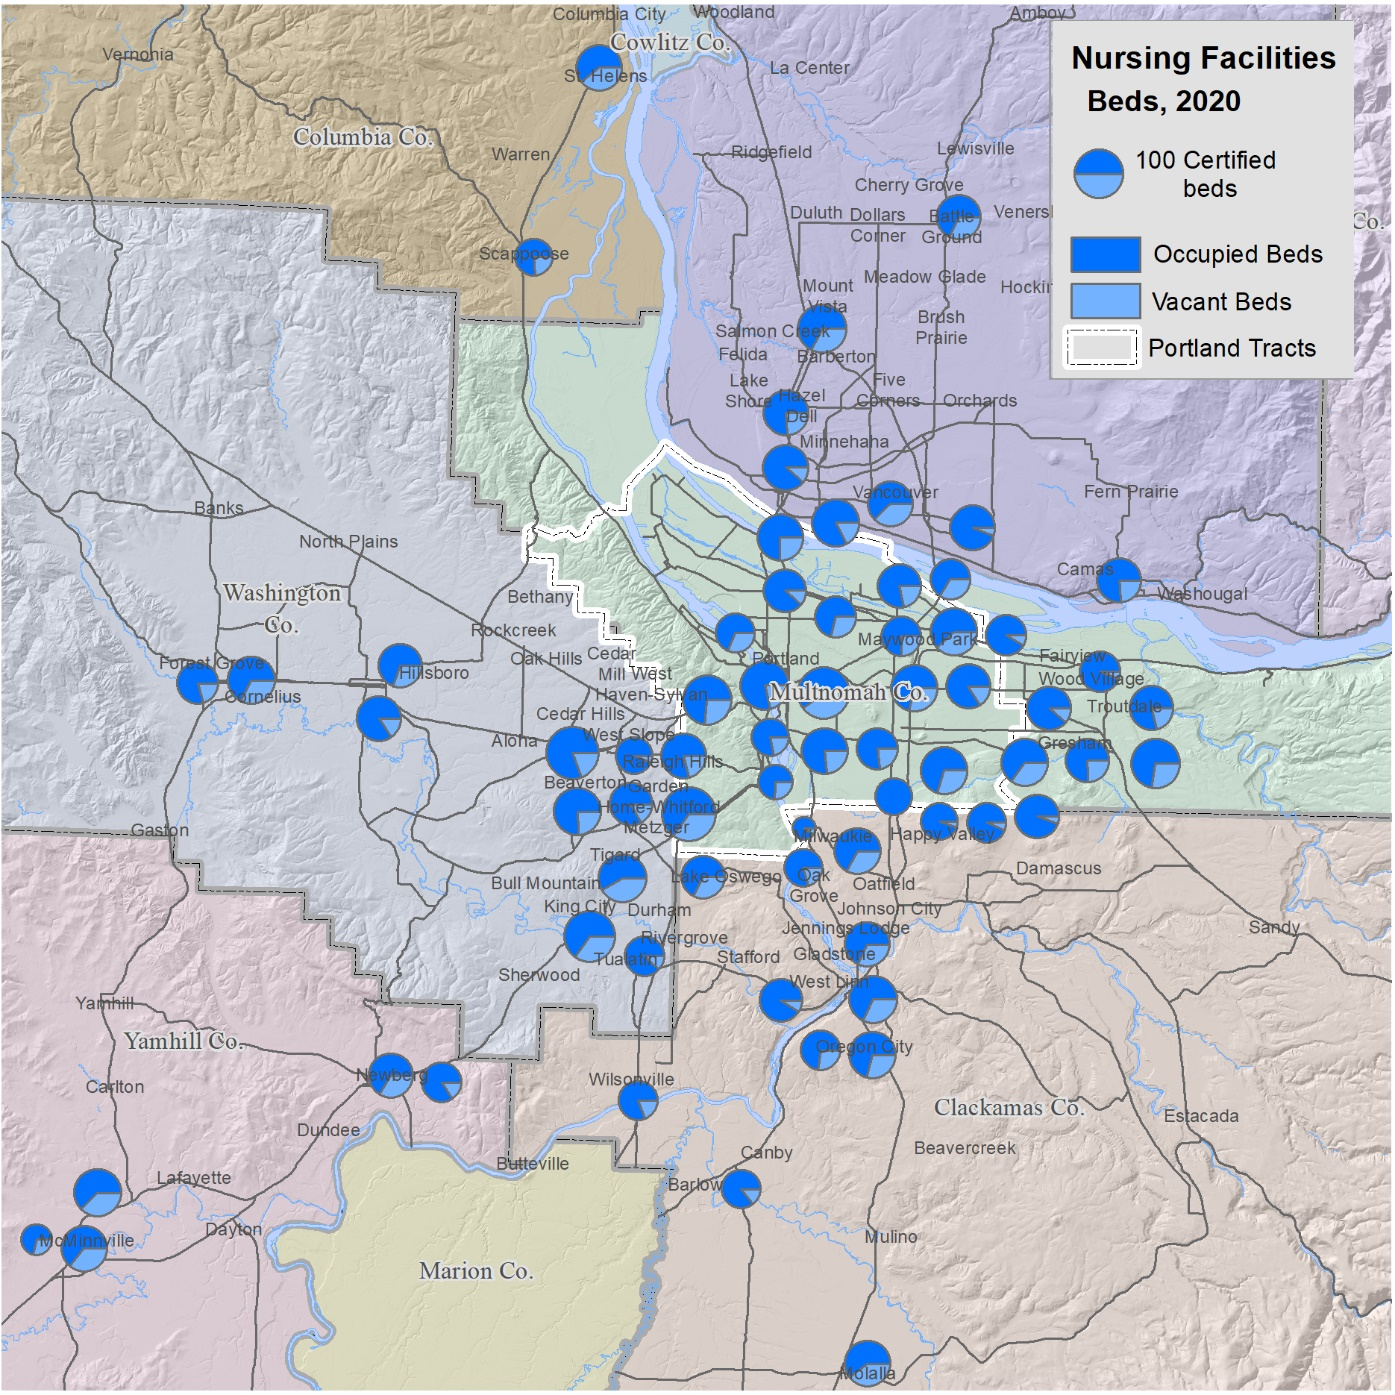 Columbia City
Woodland
Amboy
Cowlitz Co.
Vernonia
La Center
St. Helens
Nursing Facilities
Beds, 2020
100 Certified
beds
Occupied Beds
Vacant Beds
Portland Tracts
Columbia Co.
Warren
Ridgefield
Lewisville
Cherry Grove
Duluth
Dollars
Corner
Battle
Ground
Venersl
Co.
Scappoose
Meadow Glade
Mount
Vista
Hockin
Salmon Creek
Brush
Prairie
Felida
Barberton
Lake
Shore
Hazel
Dell
Five
Corners
Orchards
Minnehaha
Vancouver
Fern Prairie
Banks
North Plains
Camas
Washougal
Washington
Co.
Bethany
Rockcreek
Oak Hills
Cedar
Mill
West
Haven-Sylvan
Portland
Maywood Park
Fairview
Wood Village
Forest Grove
Cornelius
Hillsboro
Multnomah Co.
Troutdale
Cedar Hills
West Slope
Aloha
Raleigh Hills
Gresham
Beaverton
Garden
Home-Whitford
Metzger
Gaston
Milwaukie
Happy Valley
Tigard
Damascus
Bull Mountain
Lake Oswego
Oak
Grove
Oatfield
King City
Durham
Johnson City
Jennings Lodge
Sandy
Rivergrove
Tualatin
Stafford
Gladstone
Sherwood
West Linn
Yamhill
Yamhill Co.
Oregon City
Newberg
Carlton
Wilsonville
Clackamas Co.
Estacada
Dundee
Beavercreek
Butteville
Canby
Lafayette
Barlow
McMinnville
Dayton
Mulino
Marion Co.
Molalla